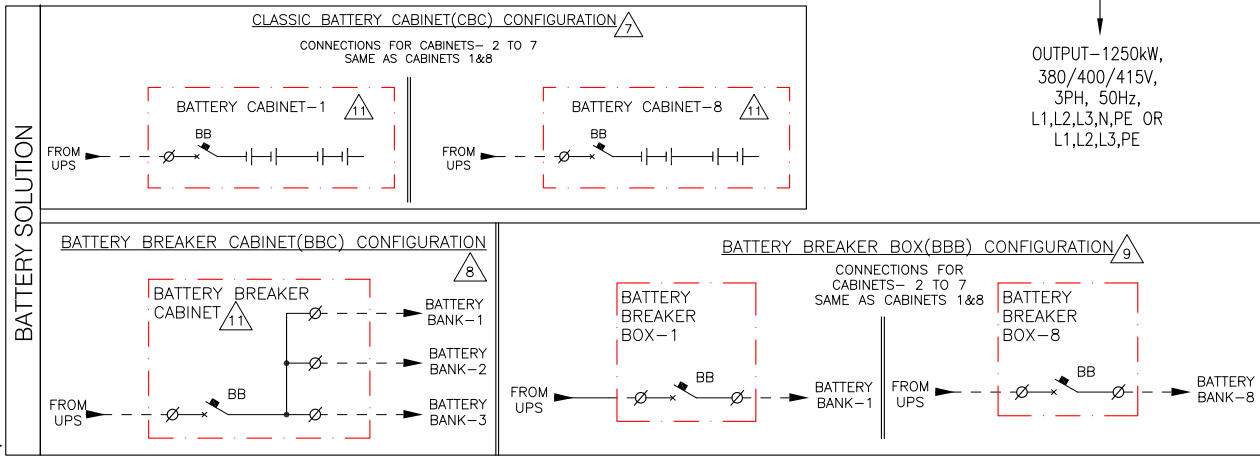 BATTERY SOLUTION
CLASSIC BATTERY CABINET(CBC) CONFIGURATION 7
CONNECTIONS FOR CABINETS- 2 TO 7
SAME AS CABINETS 1&8
BATTERY CABINET-1 11
BB
FROM
UPS
BATTERY CABINET-8 11
BB
FROM
UPS
OUTPUT-1250kW,
380/400/415V,
3PH, 50Hz,
L1,L2,L3,N,PE OR
L1,L2,L3,PE
BATTERY BREAKER CABINET(BBC) CONFIGURATION
8
BATTERY BREAKER
CABINET 11
BB
FROM
UPS
BATTERY
BANK-1
BATTERY
BANK-2
BATTERY
BANK-3
BATTERY BREAKER BOX(BBB) CONFIGURATION 9
CONNECTIONS FOR
CABINETS- 2 TO 7
SAME AS CABINETS 1&8
BATTERY
BREAKER
BOX-1
BB
FROM
UPS
BATTERY
BANK-1
BATTERY
BREAKER
BOX-8
BB
FROM
UPS
BATTERY
BANK-8